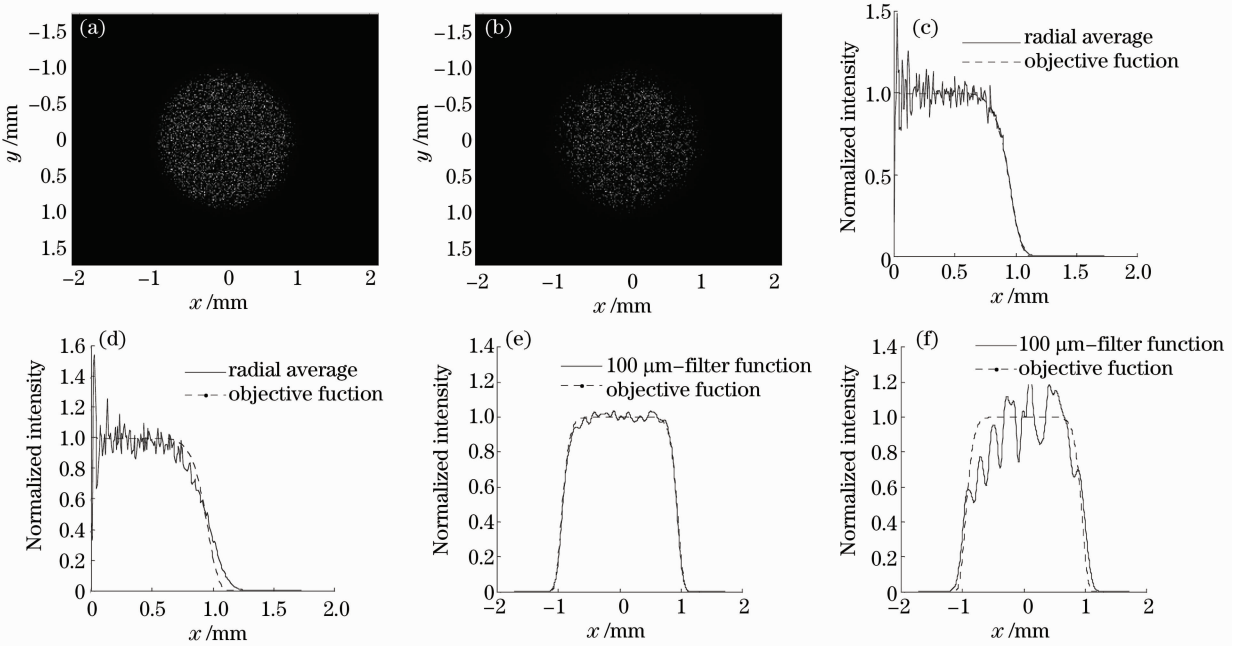 (a)
−1.5
−1.0
−0.5
0
0.5
1.0
1.5
y /mm
−2 −1 0 1 2
x /mm
(b)
−1.5
−1.0
−0.5
0
0.5
1.0
1.5
y /mm
−2 −1 0 1 2
x /mm
(c)
radial average
objective fuction
1.5
1.0
0.5
0
Normalized intensity
0 0.5 1.0 1.5 2.0
x /mm
(d)
radial average
objective fuction
1.6
1.4
1.2
1.0
0.8
0.6
0.4
0.2
0
Normalized intensity
0 0.5 1.0 1.5 2.0
x /mm
(e)
100 μm−filter function
objective fuction
1.4
1.2
1.0
0.8
0.6
0.4
0.2
0
Normalized intensity
−2 −1 0 1 2
x /mm
(f)
100 μm−filter function
objective fuction
1.4
1.2
1.0
0.8
0.6
0.4
0.2
0
Normalized intensity
−2 −1 0 1 2
x /mm